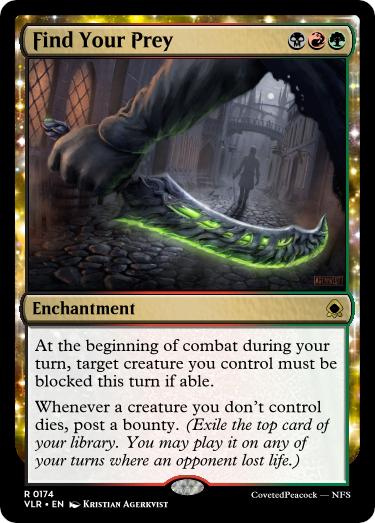 Find Your Prey
AGERKVIST
Enchantment
At the beginning of combat during your
turn, target creature you control must be
blocked this turn if able.
Whenever a creature you don't control
dies, post a bounty. (Exile the top card of
your library. You may play it on any of
your turns where an opponent lost life.)
R 0174
VLR • EN Kristian Agerkvist
CovetedPeacock — NFS